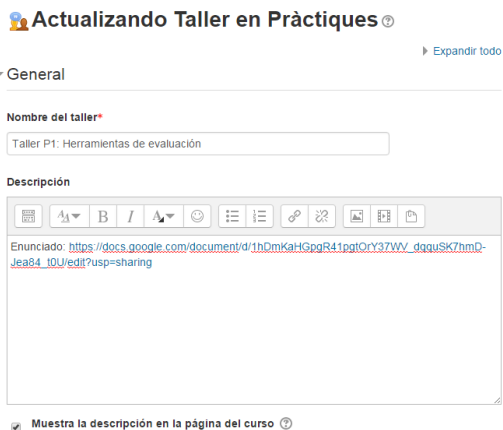 Actualizando Taller en Pràctiques
Expandir todo
General
Nombre del taller*
Taller P1: Herramientas de evaluación
Descripción
Enunciado: https://docs.google.com/document/d/1hDmKaHGpgR41pgtOrY37WV_dgquSK7hmD-
Jea84_t0U/edit?usp=sharing
Muestra la descripción en la página del curso